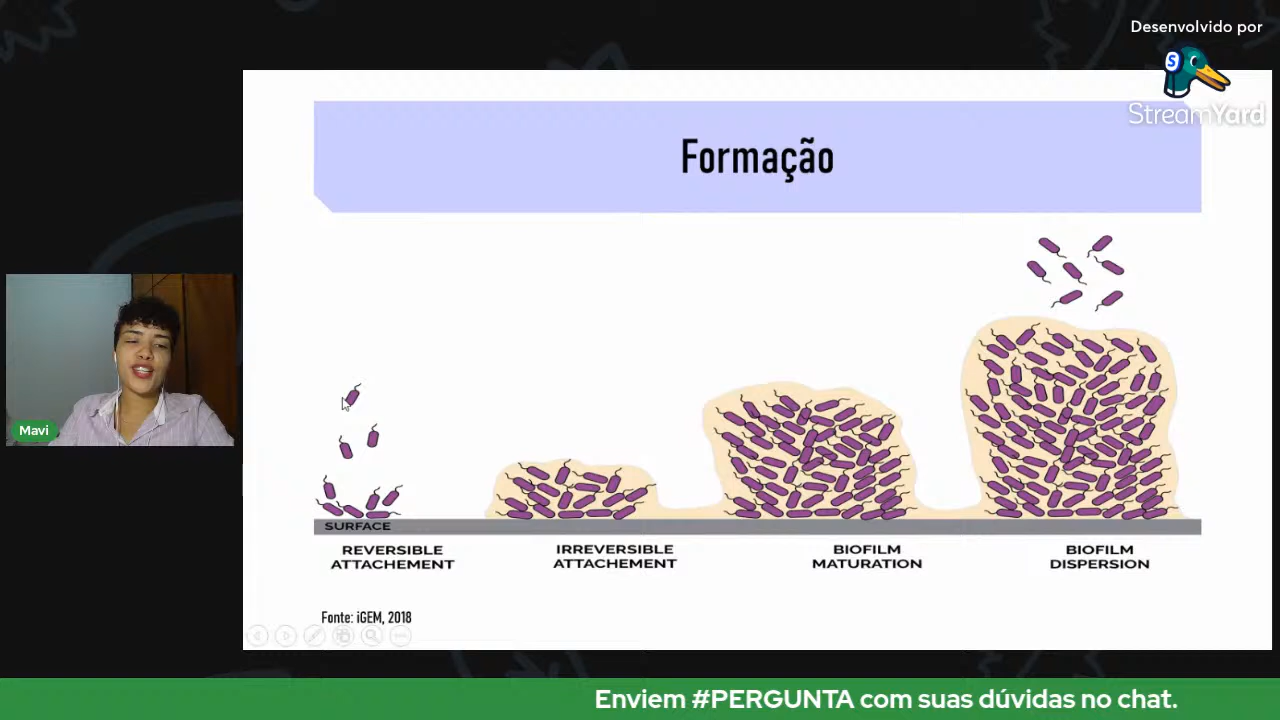 Desenvolvido por
StreamYard
Formação
Mavi
SURFACE
REVERSIBLE
ATTACHEMENT
IRREVERSIBLE
ATTACHEMENT
BIOFILM
MATURATION
BIOFILM
DISPERSION
Fonte: iGEM, 2018
Enviem #PERGUNTA com suas dúvidas no chat.